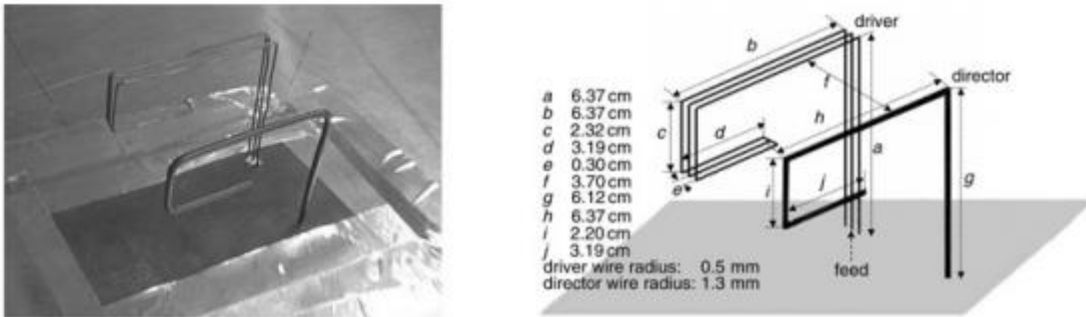 driver
b
director
f
a 6.37 cm
b 6.37 cm
c 2.32 cm
d 3.19 cm
e 0.30 cm
f 3.70 cm
g 6.12 cm
h 6.37 cm
i 2.20 cm
j 3.19 cm
driver wire radius: 0.5 mm
director wire radius: 1.3 mm
h
c
d
a
e
i
j
g
feed